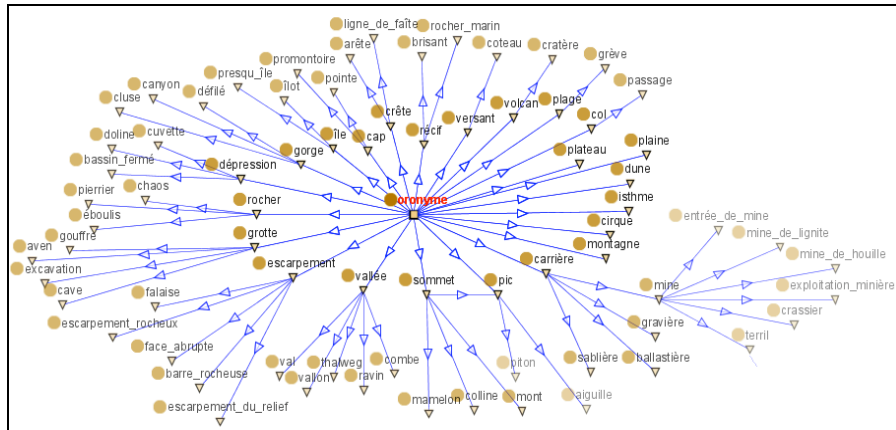 ligne_de_faîte
rocher_marin
arête
brisant
coteau
cratère
grève
promontoire
presqu_île
pointe
îlot
passage
canyon
défilé
cluse
crête
récif
versant
volcan
plage
col
doline
cuvette
gorge
île
cap
bassin_fermé
dépression
plateau
plaine
pierrier
chaos
rocher
oronyme
dune
isthme
éboulis
gouffre
grotte
cirque
entrée_de_mine
aven
excavation
escarpement
vallée
sommet
pic
carrière
montagne
mine_de_lignite
mine_de_houille
cave
falaise
mine
exploitation_minière
escarpement_rocheux
gravière
crassier
face_abrupte
terril
barre_rocheuse
val
vallon
thalweg
ravin
combe
piton
sablière
ballastière
escarpement_du_relief
mamelon
colline
mont
aiguille